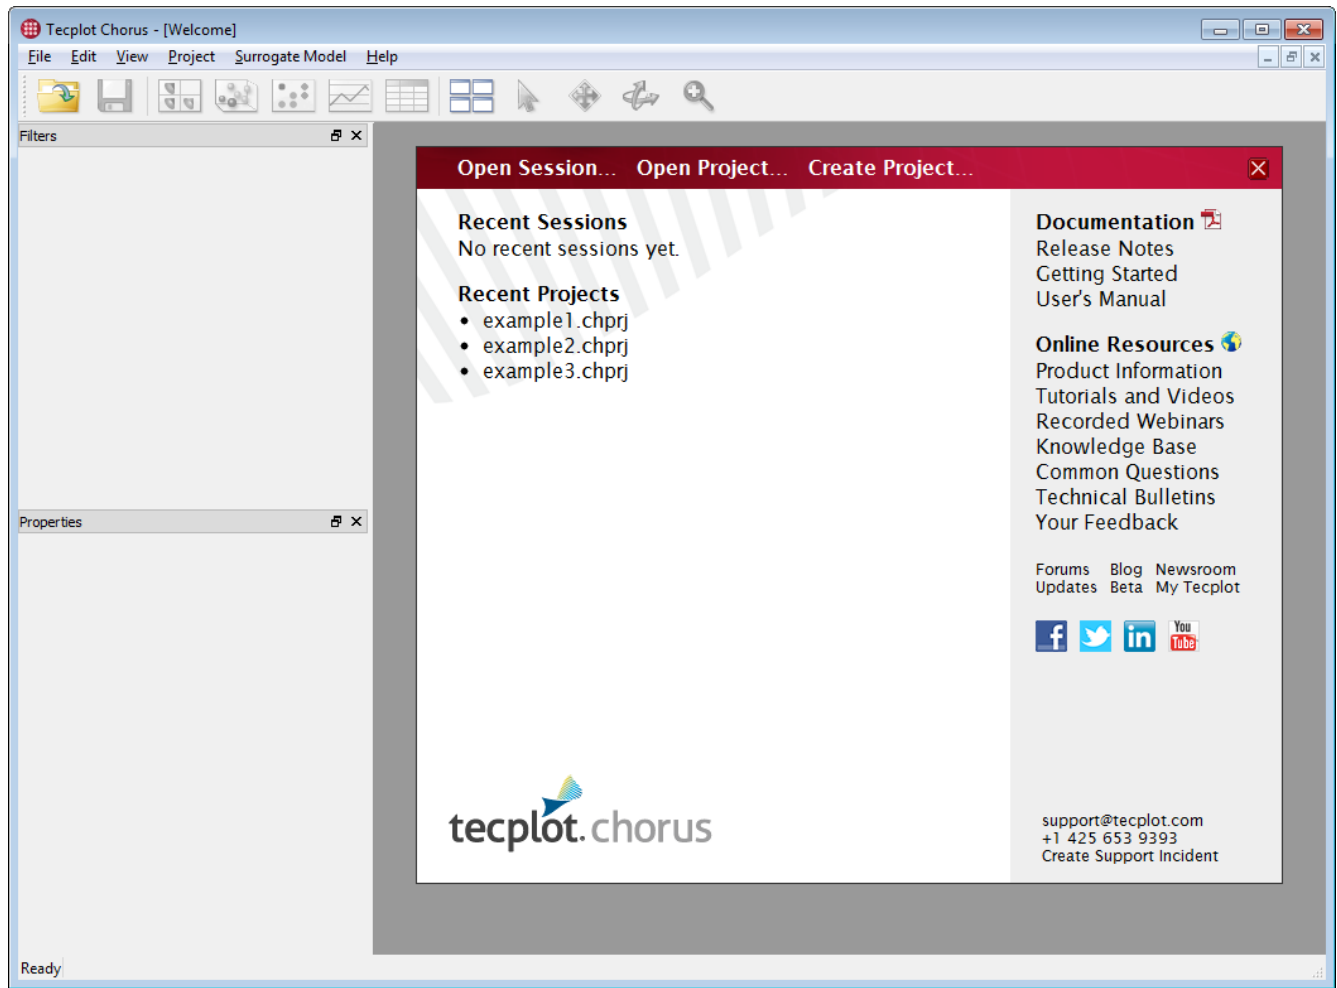 Tecplot Chorus - [Welcome]
File Edit View Project Surrogate Model Help
Filters
Properties
Open Session... Open Project... Create Project...
Recent Sessions
No recent sessions yet.
Recent Projects
• example1.chprj
• example2.chprj
• example3.chprj
tecplot.chorus
Documentation
Release Notes
Getting Started
User's Manual
Online Resources
Product Information
Tutorials and Videos
Recorded Webinars
Knowledge Base
Common Questions
Technical Bulletins
Your Feedback
Forums Blog Newsroom
Updates Beta My Tecplot
f in You
Tube
support@tecplot.com
+1 425 653 9393
Create Support Incident
Ready